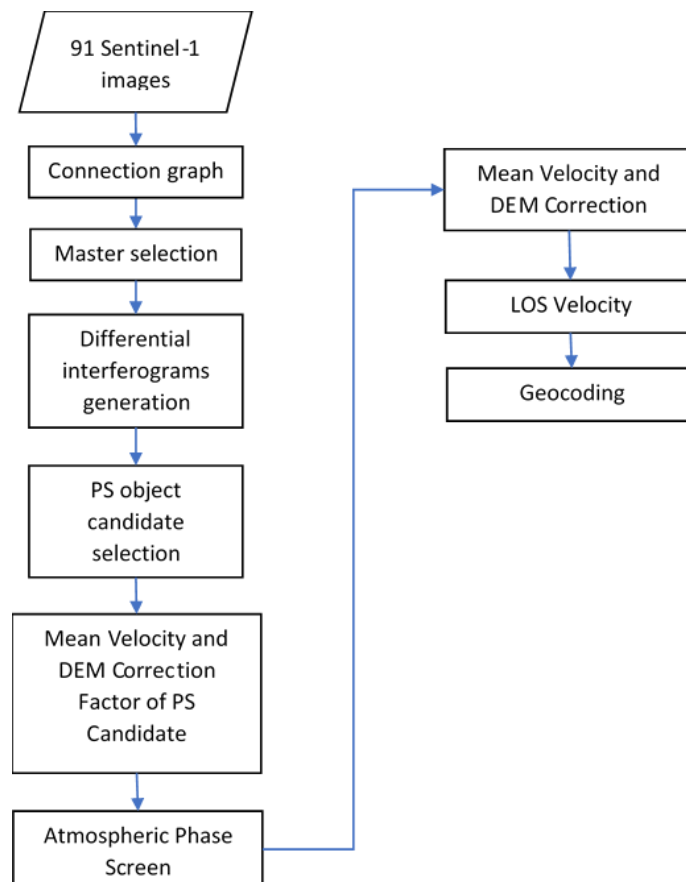 91 Sentinel-1
images
Connection graph
Master selection
Differential
interferograms
generation
PS object
candidate
selection
Mean Velocity and
DEM Correction
Factor of PS
Candidate
Atmospheric Phase
Screen
Mean Velocity and
DEM Correction
LOS Velocity
Geocoding